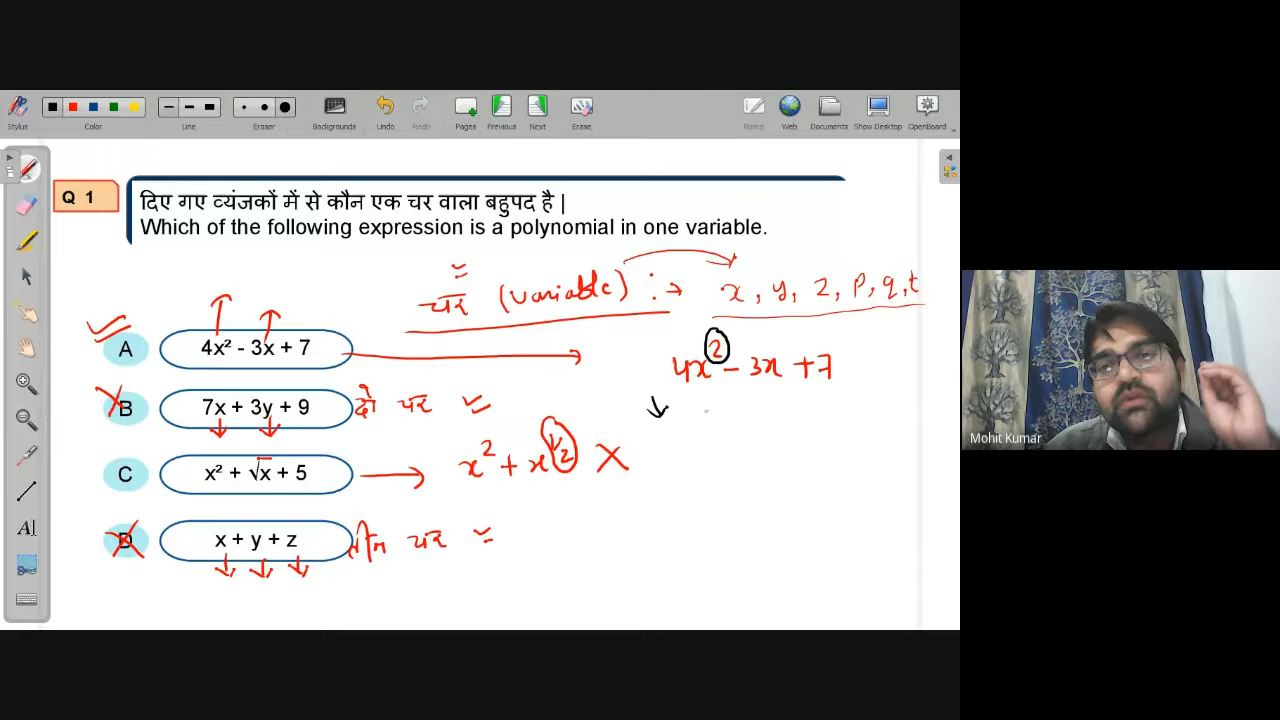 Stylus Color Line Eraser Backgrounds Undo Redo Pages Previous Next Erase Board Web Documents Show Desktop OpenBoard
Q 1
दिए गए व्यंजकों में से कौन एक चर वाला बहुपद है |
Which of the following expression is a polynomial in one variable.
चर (variable) :→ x, y, z, p, q, t
A 4x² - 3x + 7
4x² - 3x + 7
B 7x + 3y + 9 दो चर
C x² + √x + 5
x² + x^1/2 X
D x + y + z तीन चर
Mohit Kumar
AI